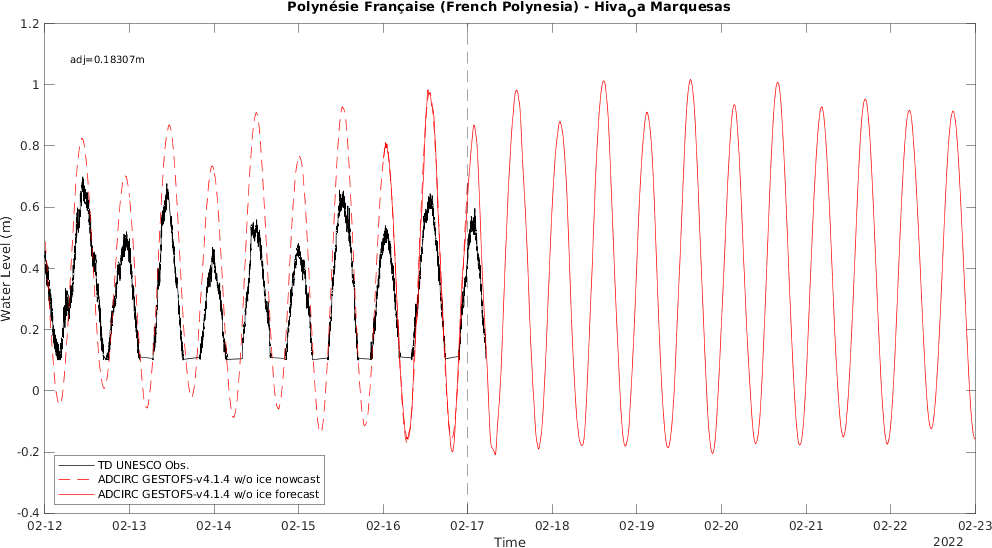 Polynésie Française (French Polynesia) - Hiva_Oa Marquesas
1.2
adj=0.18307m
1
0.8
0.6
0.4
0.2
0
-0.2
-0.4
Water Level (m)
TD UNESCO Obs.
ADCIRC GESTOFS-v4.1.4 w/o ice nowcast
ADCIRC GESTOFS-v4.1.4 w/o ice forecast
02-12 02-13 02-14 02-15 02-16 02-17 02-18 02-19 02-20 02-21 02-22 02-23
Time
2022